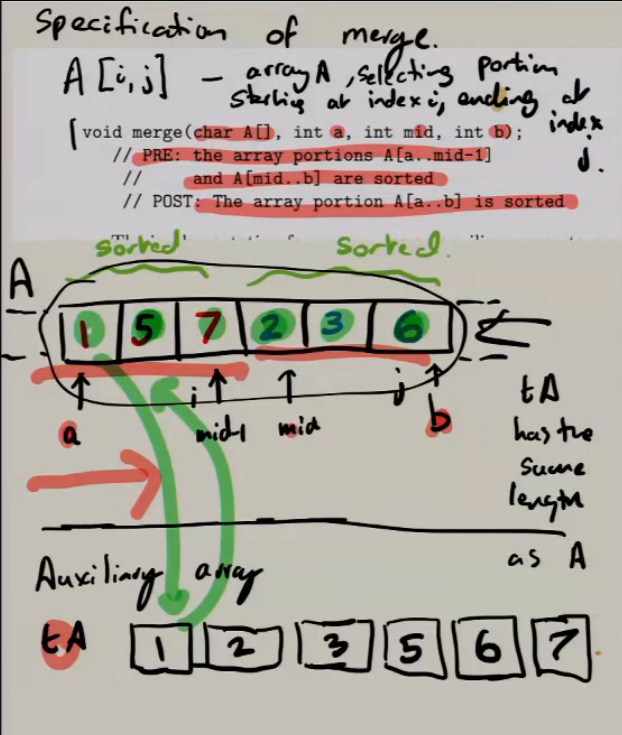 Specification of merge.
A[i,j] – array A, selecting portion
starting at index i, ending at
index
j.
void merge(char A[], int a, int mid, int b);
// PRE: the array portions A[a..mid-1]
// and A[mid..b] are sorted
// POST: The array portion A[a..b] is sorted
sorted sorted.
A
1 5 7 2 3 6
i j
a mid-1 mid b
tA
has the
same
length
as A
Auxiliary array
tA 1 2 3 5 6 7